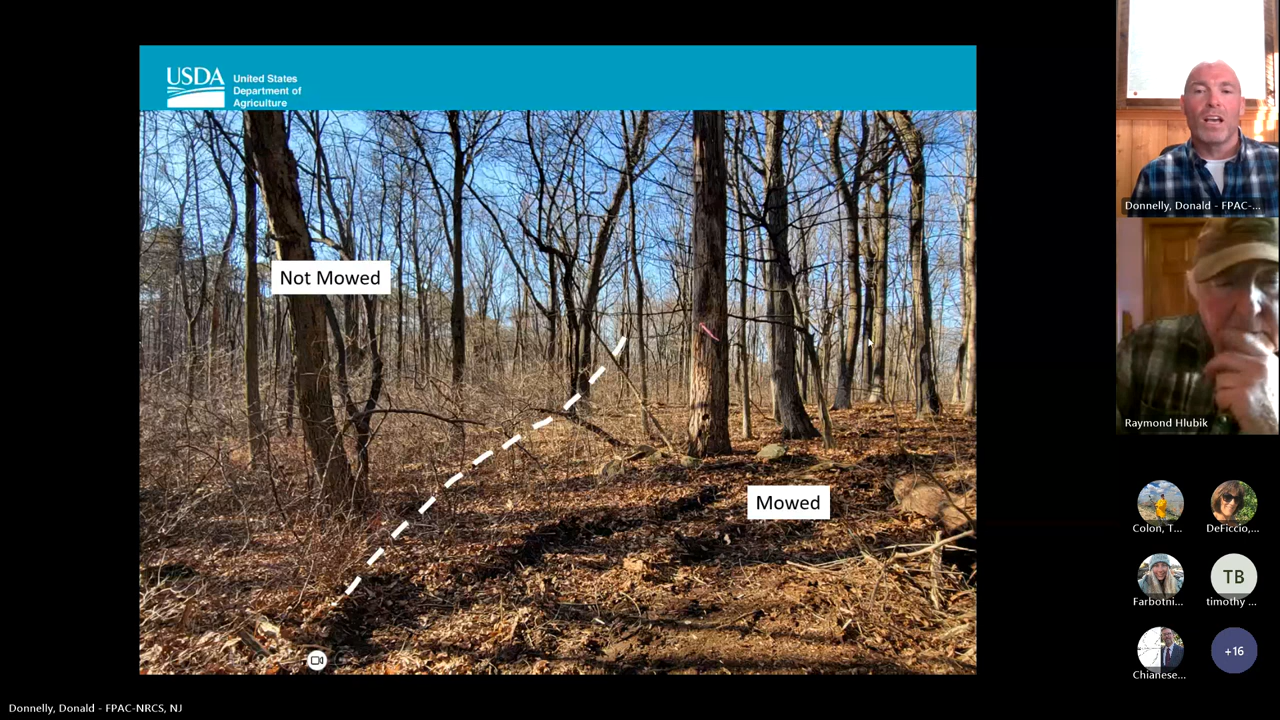 USDA
United States
Department of
Agriculture
Not Mowed
Mowed
Donnelly, Donald - FPAC-...
Raymond Hlubik
Colon, T...
DeFiccio,...
Farbotni...
TB
timothy ...
Chianese...
+16
Donnelly, Donald - FPAC-NRCS, NJ